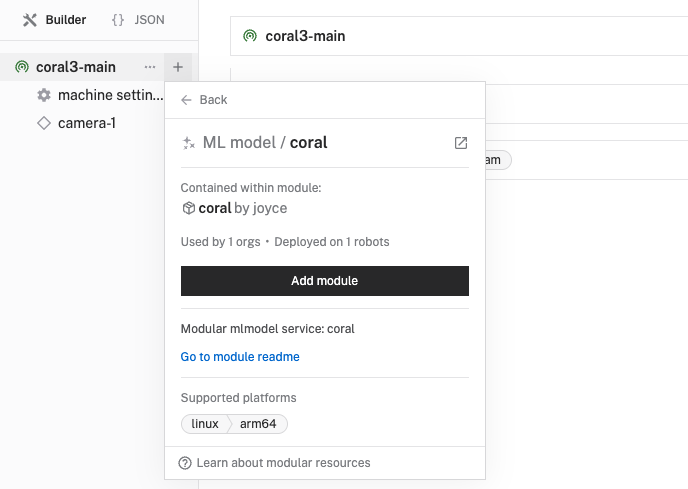 Builder
{} JSON
coral3-main
coral3-main
machine settin...
camera-1
Back
ML model / coral
Contained within module:
coral by joyce
Used by 1 orgs • Deployed on 1 robots
Add module
Modular mlmodel service: coral
Go to module readme
Supported platforms
linux arm64
Learn about modular resources
am